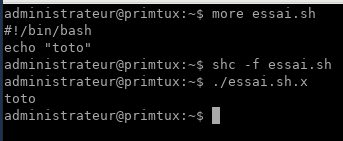 administrateur@primtux:~$ more essai.sh
#!/bin/bash
echo "toto"
administrateur@primtux:~$ shc -f essai.sh
administrateur@primtux:~$ ./essai.sh.x
toto
administrateur@primtux:~$